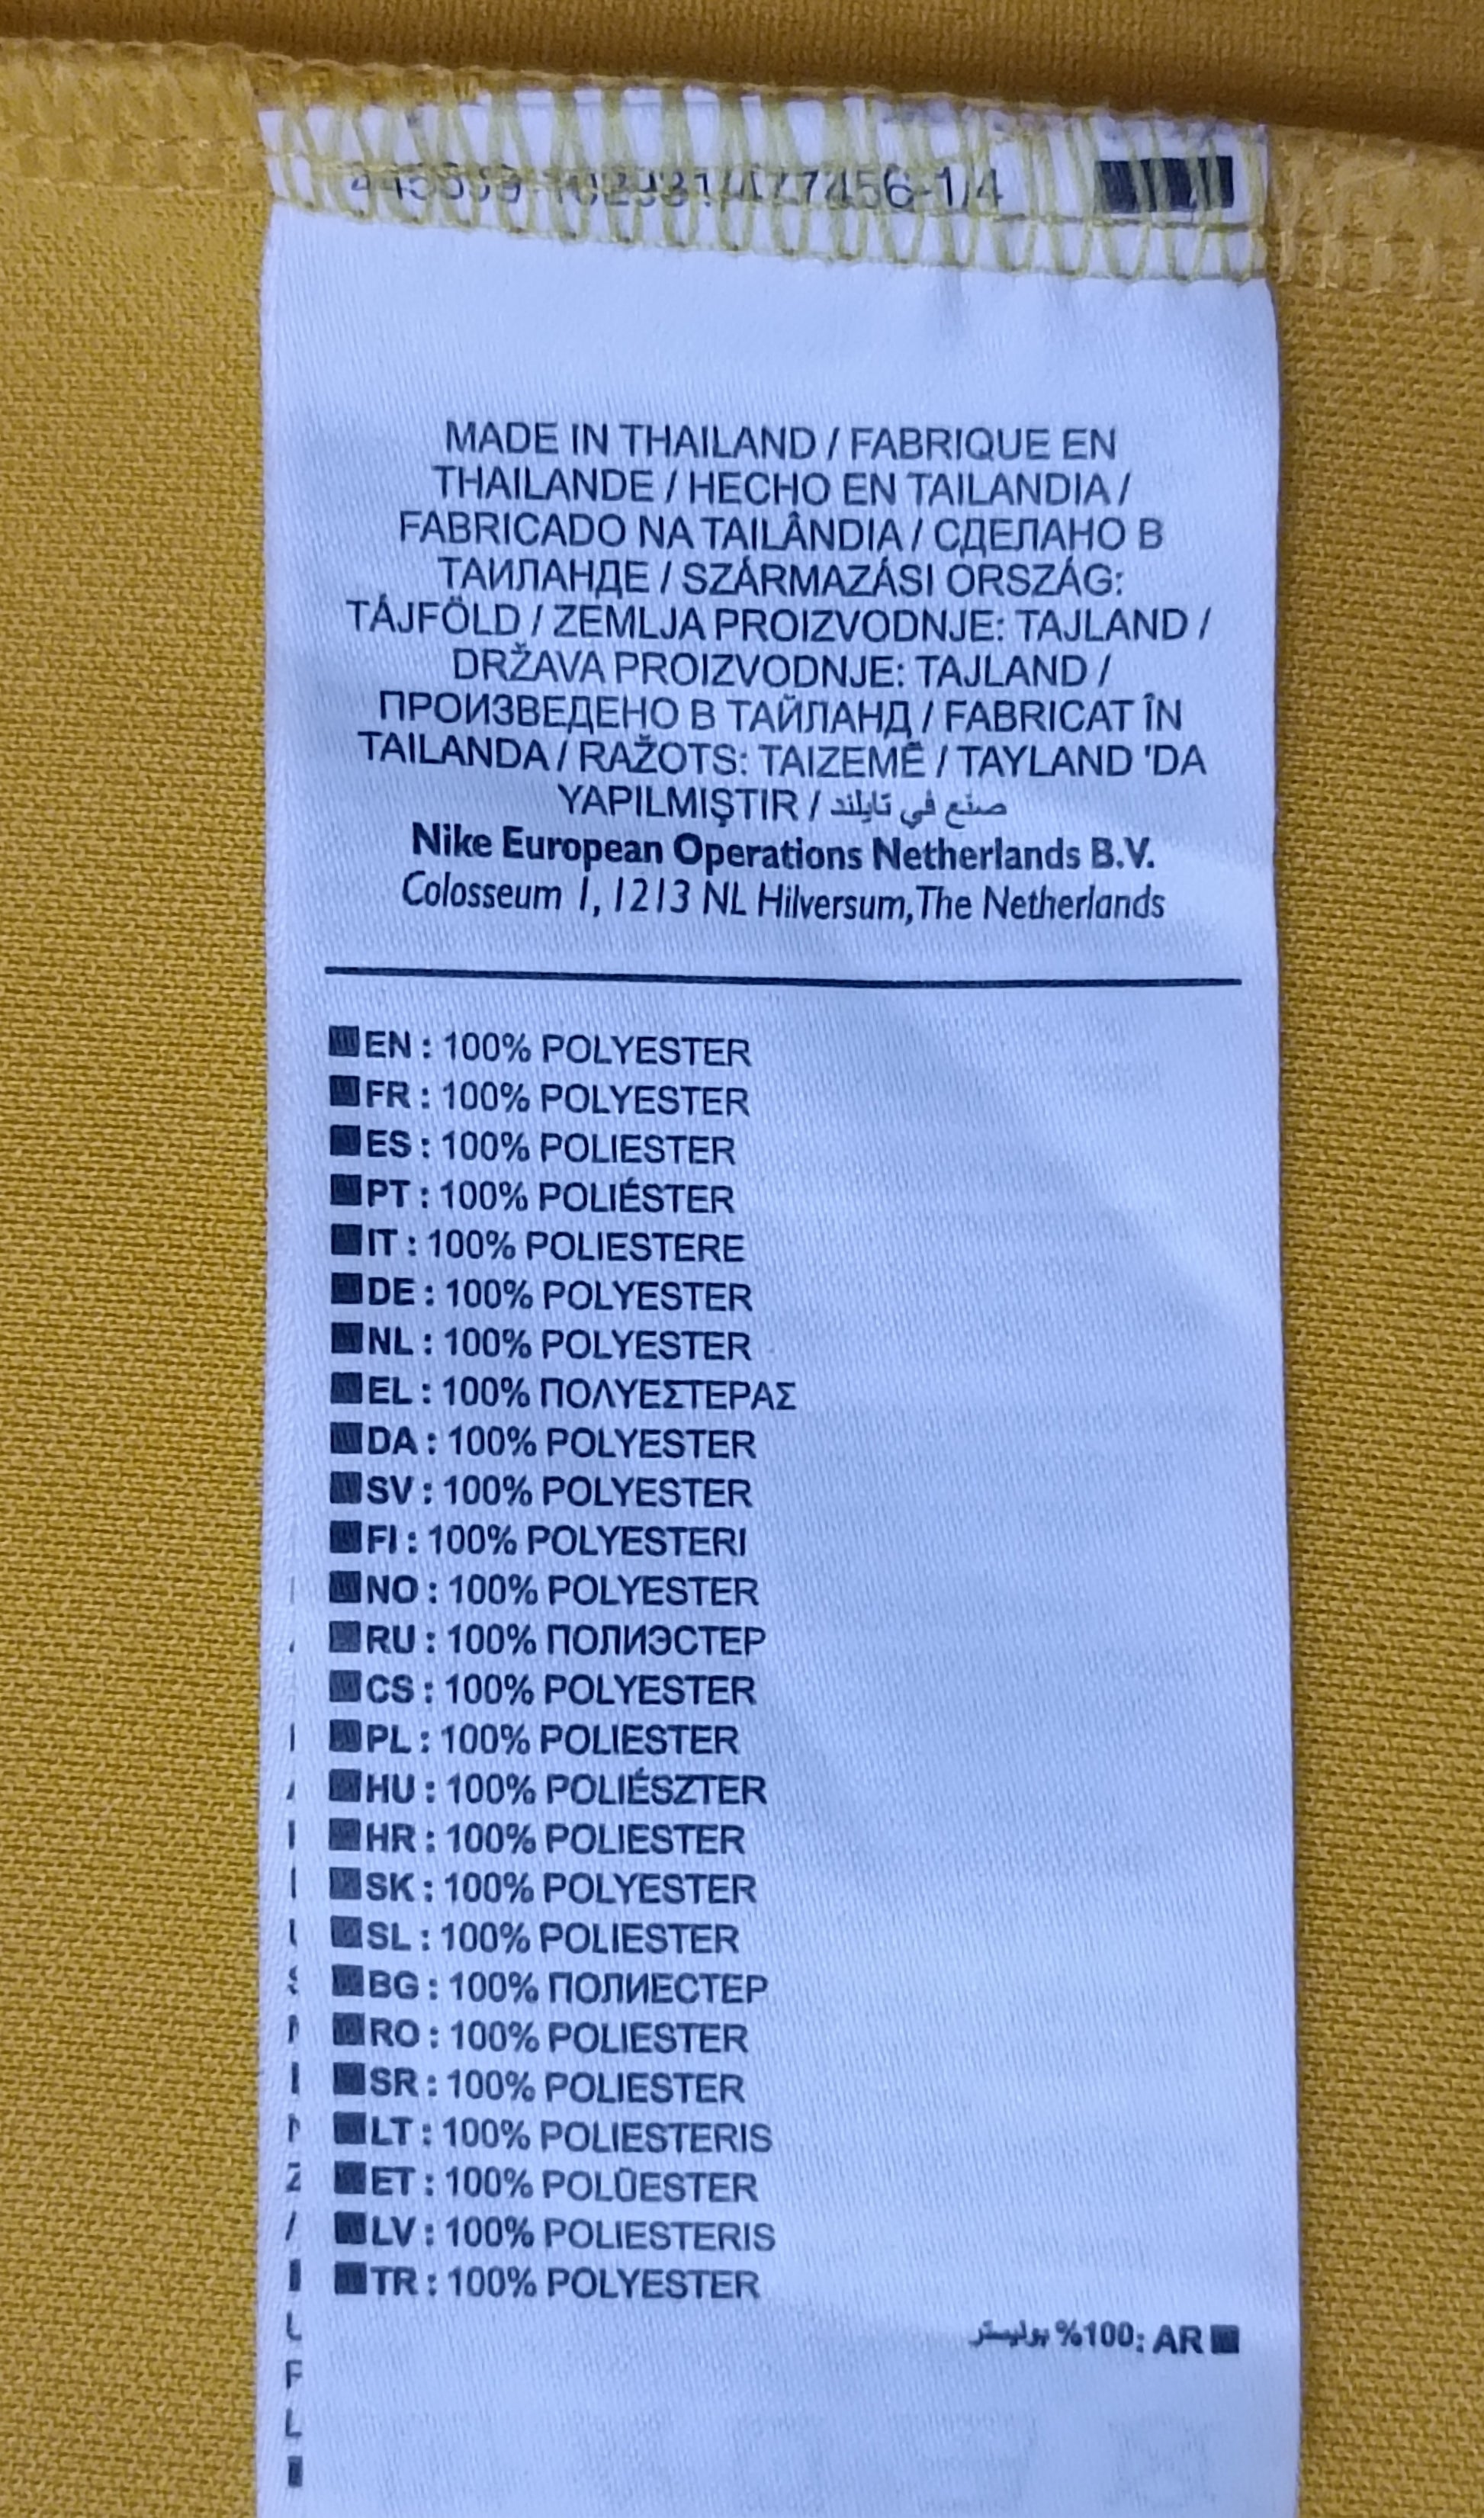 MADE IN THAILAND / FABRIQUE EN
THAILANDE / HECHO EN TAILANDIA /
FABRICADO NA TAILÂNDIA / СДЕЛАНО В
ТАИЛАНДЕ / SZÁRMAZÁSI ORSZÁG:
TÁJFÖLD / ZEMLJA PROIZVODNJE: TAJLAND /
DRŽAVA PROIZVODNJE: TAJLAND /
ПРОИЗВЕДЕНО В ТАЙЛАНД / FABRICAT ÎN
TAILANDA / RAŽOTS: TAIZEMĒ / TAYLAND 'DA
YAPILMIŞTIR / صنع في تايلند
Nike European Operations Netherlands B.V.
Colosseum 1, 1213 NL Hilversum, The Netherlands
EN : 100% POLYESTER
FR : 100% POLYESTER
ES : 100% POLIESTER
PT : 100% POLIÉSTER
IT : 100% POLIESTERE
DE : 100% POLYESTER
NL : 100% POLYESTER
EL : 100% ΠΟΛΥΕΣΤΕΡΑΣ
DA : 100% POLYESTER
SV : 100% POLYESTER
FI : 100% POLYESTERI
NO : 100% POLYESTER
RU : 100% ПОЛИЭСТЕР
CS : 100% POLYESTER
PL : 100% POLIESTER
HU : 100% POLIÉSZTER
HR : 100% POLIESTER
SK : 100% POLYESTER
SL : 100% POLIESTER
BG : 100% ПОЛИЕСТЕР
RO : 100% POLIESTER
SR : 100% POLIESTER
LT : 100% POLIESTERIS
ET : 100% POLÜESTER
LV : 100% POLIESTERIS
TR : 100% POLYESTER
AR :100% بوليستر